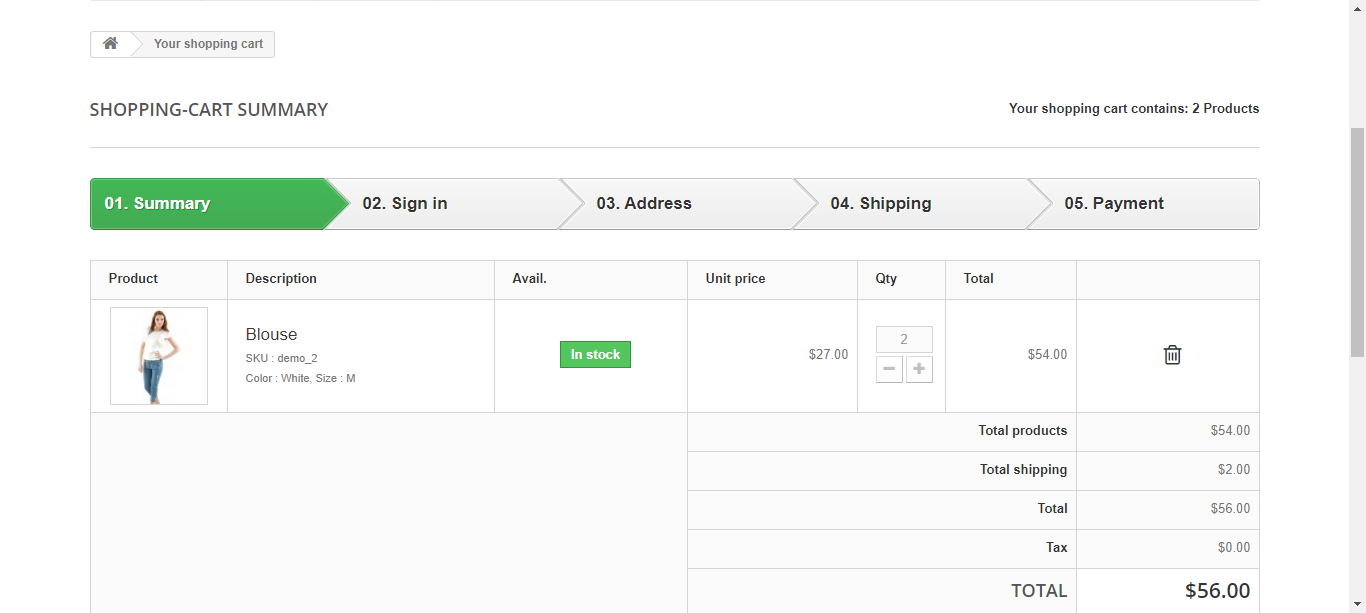 Your shopping cart
SHOPPING-CART SUMMARY
Your shopping cart contains: 2 Products
01. Summary 02. Sign in 03. Address 04. Shipping 05. Payment
Product Description Avail. Unit price Qty Total
Blouse
SKU : demo_2
Color : White, Size : M
In stock
$27.00
2
$54.00
Total products $54.00
Total shipping $2.00
Total $56.00
Tax $0.00
TOTAL $56.00